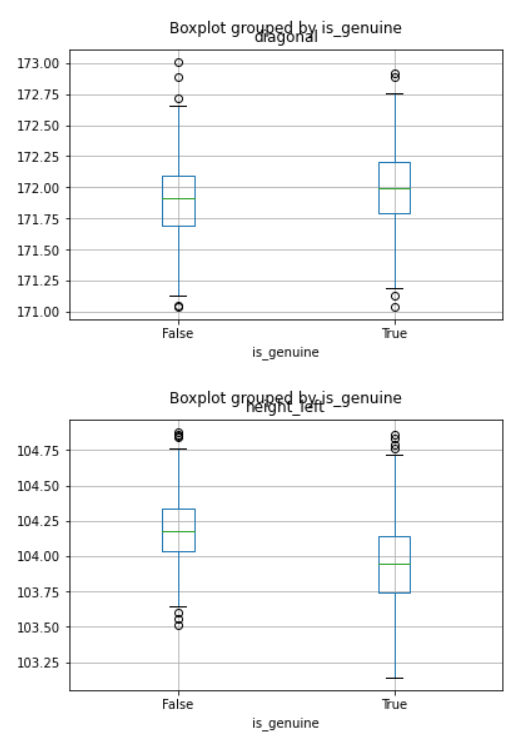 Boxplot grouped by is_genuine
diagonal
173.00
172.75
172.50
172.25
172.00
171.75
171.50
171.25
171.00
False
True
is_genuine
Boxplot grouped by is_genuine
height_left
104.75
104.50
104.25
104.00
103.75
103.50
103.25
False
True
is_genuine